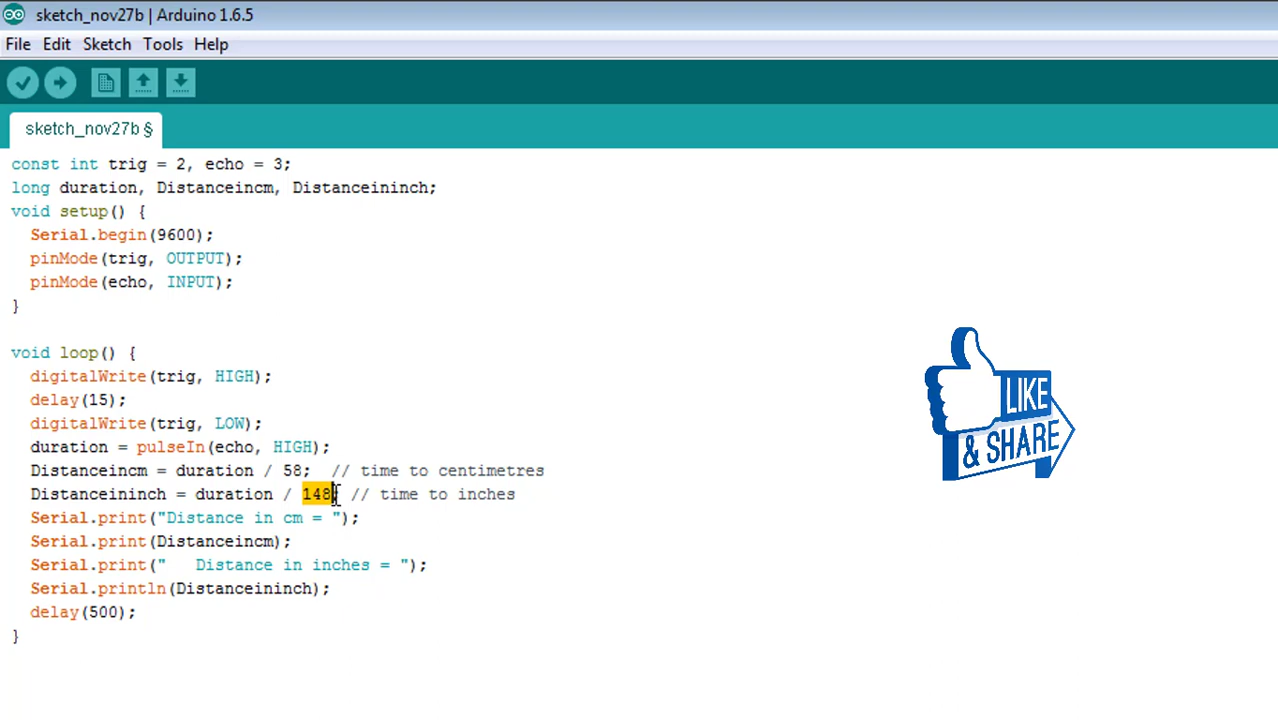 sketch_nov27b | Arduino 1.6.5
File Edit Sketch Tools Help
sketch_nov27b §
const int trig = 2, echo = 3;
long duration, Distanceincm, Distanceininch;
void setup() {
  Serial.begin(9600);
  pinMode(trig, OUTPUT);
  pinMode(echo, INPUT);
}
void loop() {
  digitalWrite(trig, HIGH);
  delay(15);
  digitalWrite(trig, LOW);
  duration = pulseIn(echo, HIGH);
  Distanceincm = duration / 58;  // time to centimetres
  Distanceininch = duration / 148; // time to inches
  Serial.print("Distance in cm = ");
  Serial.print(Distanceincm);
  Serial.print("   Distance in inches = ");
  Serial.println(Distanceininch);
  delay(500);
}
LIKE
& SHARE